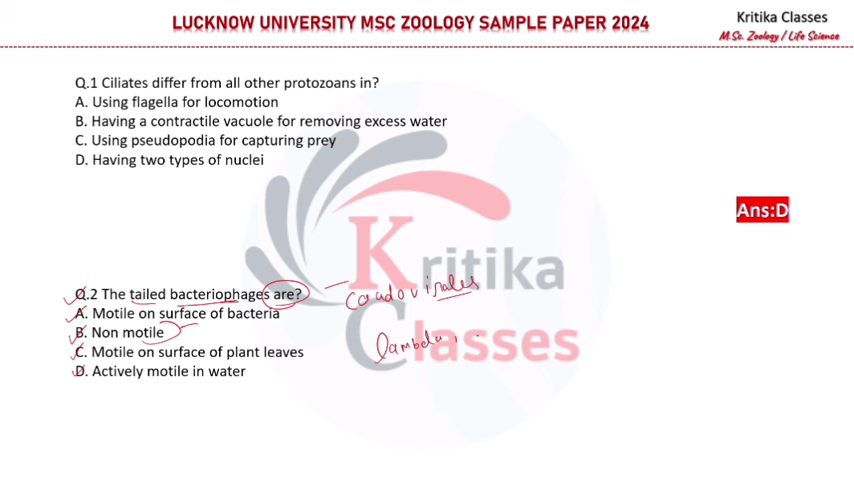 LUCKNOW UNIVERSITY MSC ZOOLOGY SAMPLE PAPER 2024
Kritika Classes
M.Sc. Zoology / Life Science
Q.1 Ciliates differ from all other protozoans in?
A. Using flagella for locomotion
B. Having a contractile vacuole for removing excess water
C. Using pseudopodia for capturing prey
D. Having two types of nuclei
Ans:D
Kritika
Classes
Q.2 The tailed bacteriophages are?
A. Motile on surface of bacteria
B. Non motile
C. Motile on surface of plant leaves
D. Actively motile in water
Caudovirales
lambda,